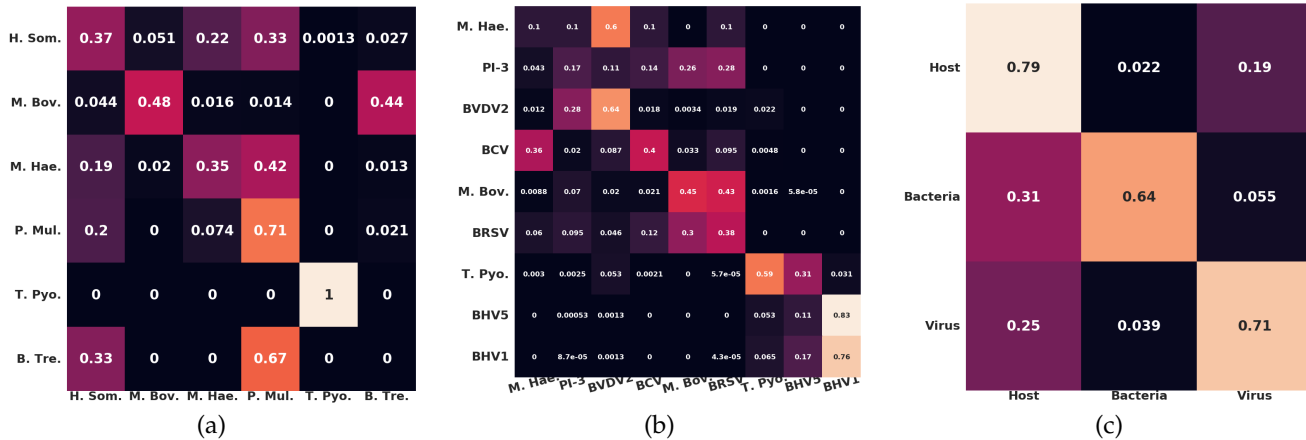 H. Som. 0.37 0.051 0.22 0.33 0.0013 0.027
M. Bov. 0.044 0.48 0.016 0.014 0 0.44
M. Hae. 0.19 0.02 0.35 0.42 0 0.013
P. Mul. 0.2 0 0.074 0.71 0 0.021
T. Pyo. 0 0 0 0 1 0
B. Tre. 0.33 0 0 0.67 0 0
H. Som. M. Bov. M. Hae. P. Mul. T. Pyo. B. Tre.
(a)
M. Hae. 0.1 0.1 0.6 0.1 0 0.1 0 0 0
PI-3 0.043 0.17 0.11 0.14 0.26 0.28 0 0 0
BVDV2 0.012 0.28 0.64 0.018 0.0034 0.019 0.022 0 0
BCV 0.36 0.02 0.087 0.4 0.033 0.095 0.0048 0 0
M. Bov. 0.0088 0.07 0.02 0.021 0.45 0.43 0.0016 5.8e-05 0
BRSV 0.06 0.095 0.046 0.12 0.3 0.38 0 0 0
T. Pyo. 0.003 0.0025 0.053 0.0021 0 5.7e-05 0.59 0.31 0.031
BHV5 0 0.00053 0.0013 0 0 0 0.053 0.11 0.83
BHV1 0 8.7e-05 0.0013 0 0 4.3e-05 0.065 0.17 0.76
M. Hae. PI-3 BVDV2 BCV M. Bov. BRSV T. Pyo. BHV5 BHV1
(b)
Host 0.79 0.022 0.19
Bacteria 0.31 0.64 0.055
Virus 0.25 0.039 0.71
Host Bacteria Virus
(c)